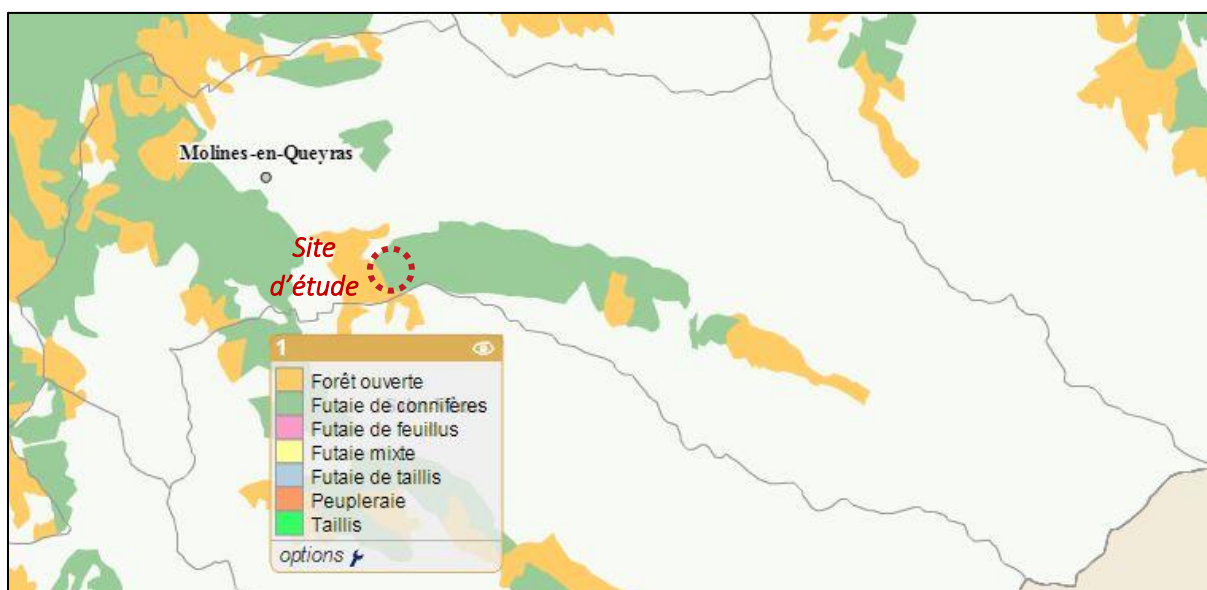 Molines-en-Queyras
Site
d'étude
1
Forêt ouverte
Futaie de connifères
Futaie de feuillus
Futaie mixte
Futaie de taillis
Peupleraie
Taillis
options